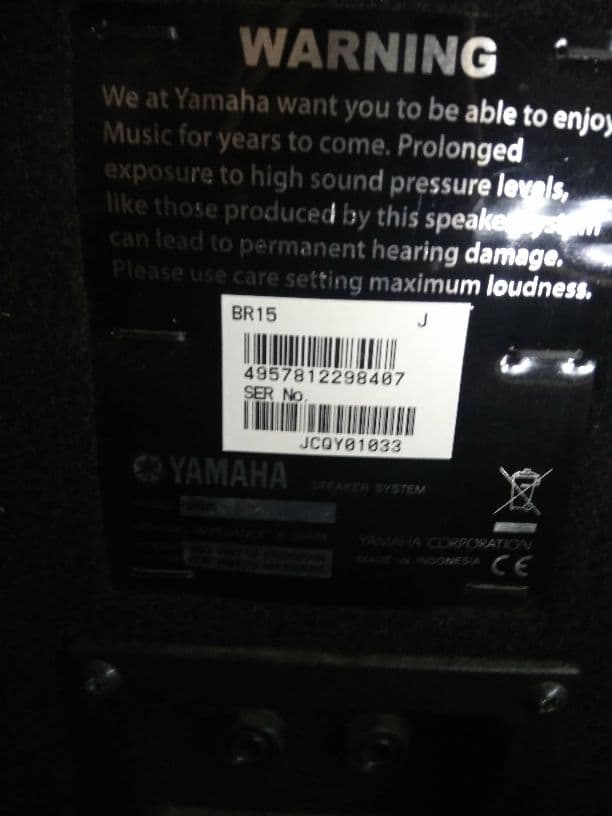 WARNING
We at Yamaha want you to be able to enjoy
Music for years to come. Prolonged
exposure to high sound pressure levels,
like those produced by this speaker system
can lead to permanent hearing damage.
Please use care setting maximum loudness.
BR15 J
4957812298407
SER No.
JCQY01033
YAMAHA SPEAKER SYSTEM
YAMAHA CORPORATION
MADE IN INDONESIA CE